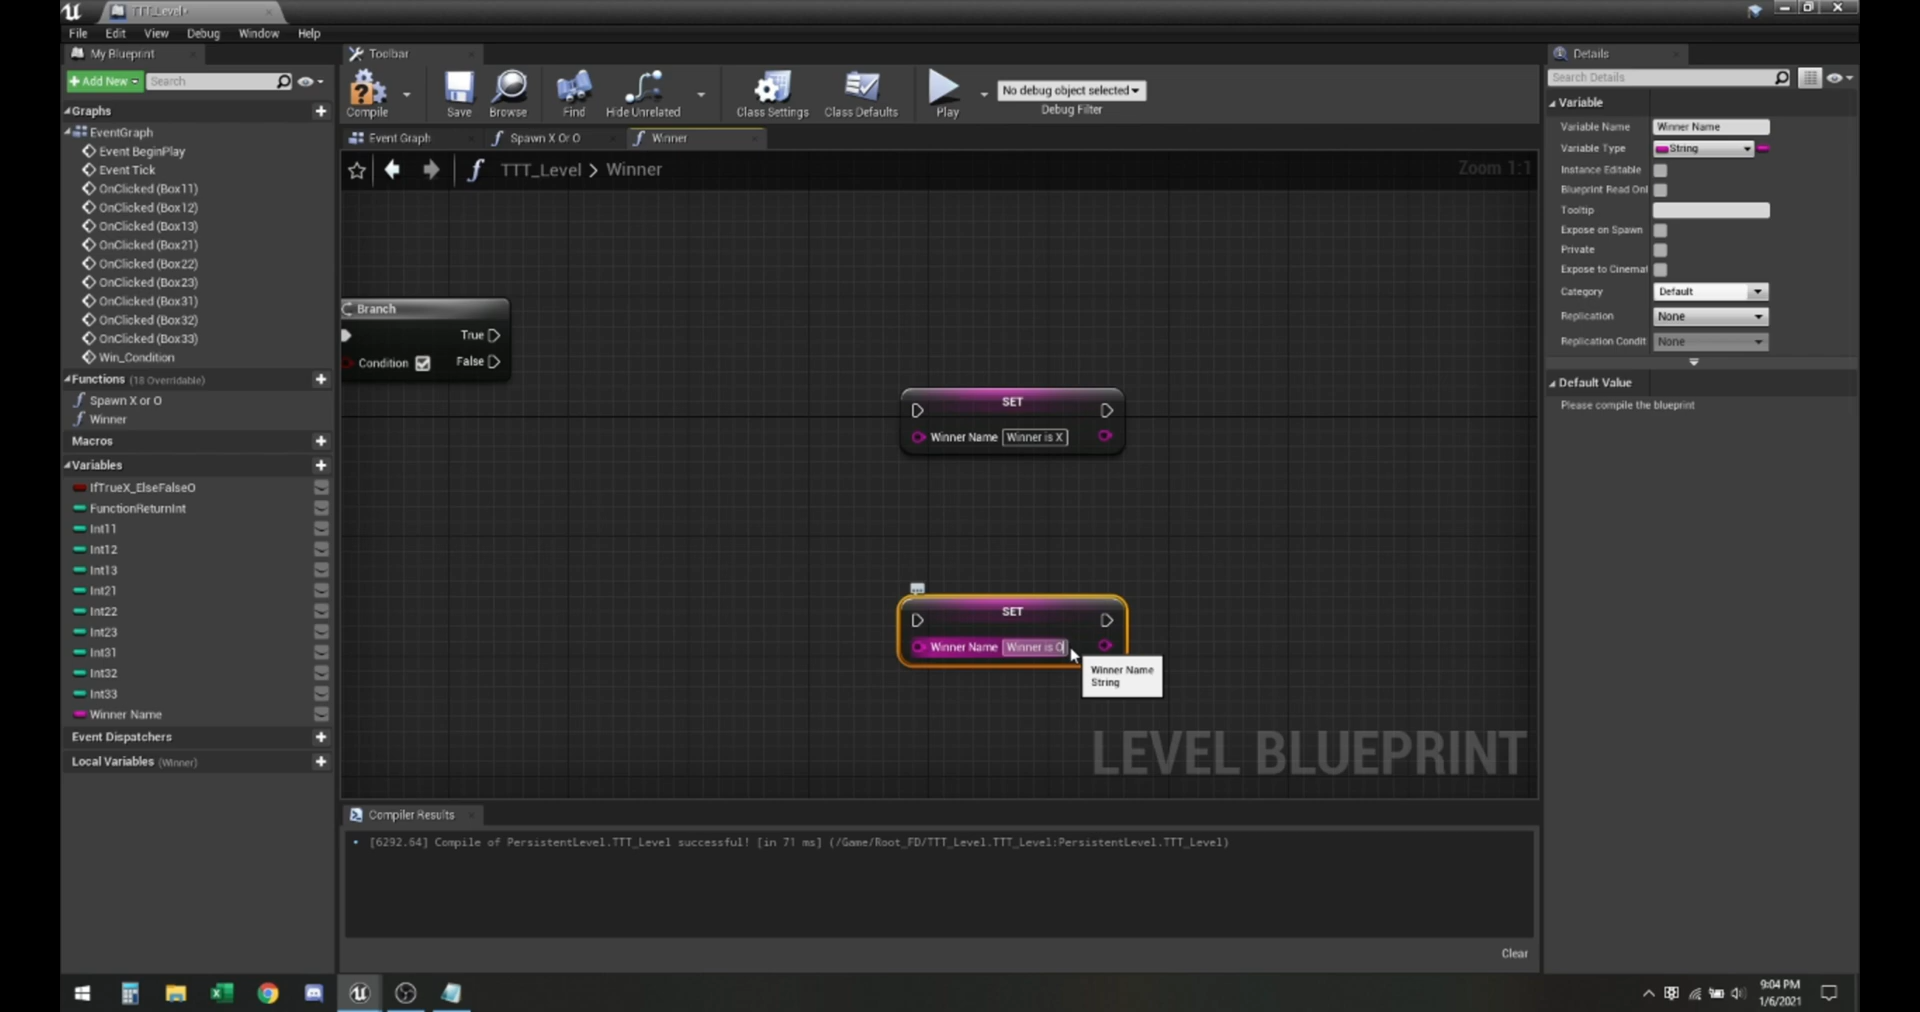 TTT_Level*
File Edit View Debug Window Help
My Blueprint
Toolbar
Details
Add New
Search
Compile
Save
Browse
Find
Hide Unrelated
Class Settings
Class Defaults
Play
No debug object selected
Debug Filter
Search Details
Graphs
EventGraph
Event BeginPlay
Event Tick
OnClicked (Box11)
OnClicked (Box12)
OnClicked (Box13)
OnClicked (Box21)
OnClicked (Box22)
OnClicked (Box23)
OnClicked (Box31)
OnClicked (Box32)
OnClicked (Box33)
Win_Condition
Functions (18 Overridable)
Spawn X or O
Winner
Macros
Variables
IfTrueX_ElseFalseO
FunctionReturnInt
Int11
Int12
Int13
Int21
Int22
Int23
Int31
Int32
Int33
Winner Name
Event Dispatchers
Local Variables (Winner)
Event Graph
Spawn X Or O
Winner
TTT_Level > Winner
Zoom 1:1
Branch
True
Condition
False
SET
Winner Name Winner is X
SET
Winner Name Winner is O
Winner Name
String
LEVEL BLUEPRINT
Compiler Results
[6292.64] Compile of PersistentLevel.TTT_Level successful! [in 71 ms] (/Game/Root_FD/TTT_Level.TTT_Level:PersistentLevel.TTT_Level)
Clear
Variable
Variable Name Winner Name
Variable Type String
Instance Editable
Blueprint Read Onl
Tooltip
Expose on Spawn
Private
Expose to Cinemat
Category Default
Replication None
Replication Condit None
Default Value
Please compile the blueprint
9:04 PM
1/6/2021